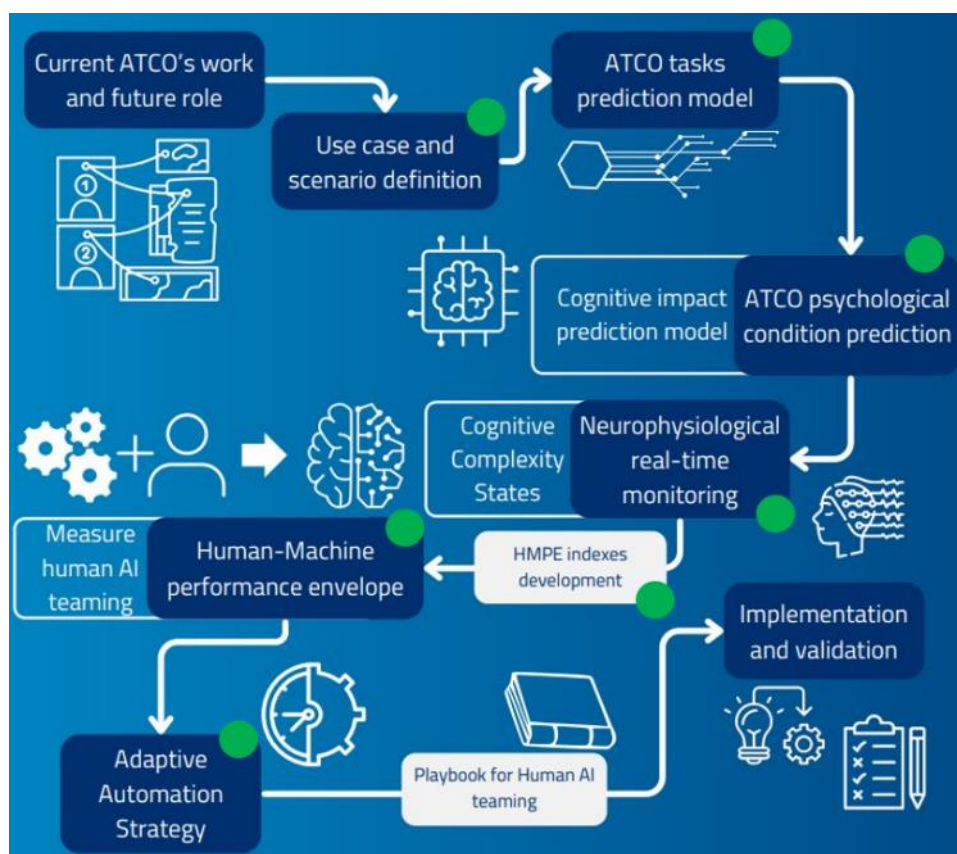 Current ATCO's work
and future role
Use case and
scenario definition
ATCO tasks
prediction model
1
2
Cognitive impact
prediction model
ATCO psychological
condition prediction
Cognitive
Complexity
States
Neurophysiological
real-time
monitoring
Measure
human AI
teaming
Human-Machine
performance envelope
HMPE indexes
development
Implementation
and validation
Adaptive
Automation
Strategy
Playbook for Human AI
teaming